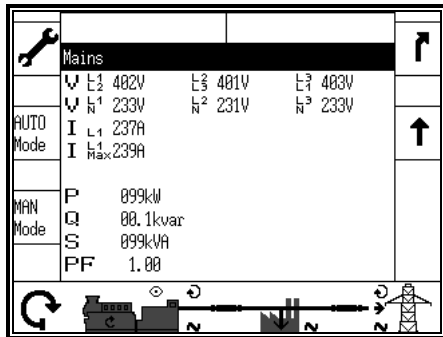 Mains
V L1 L2 402V L2 L3 401V L3 L1 403V
V L1 N 233V L2 N 231V L3 N 233V
I L1 237A
I L1 Max 239A
AUTO
Mode
P 099kW
MAN
Mode
Q 00.1kvar
S 099kVA
PF 1.00